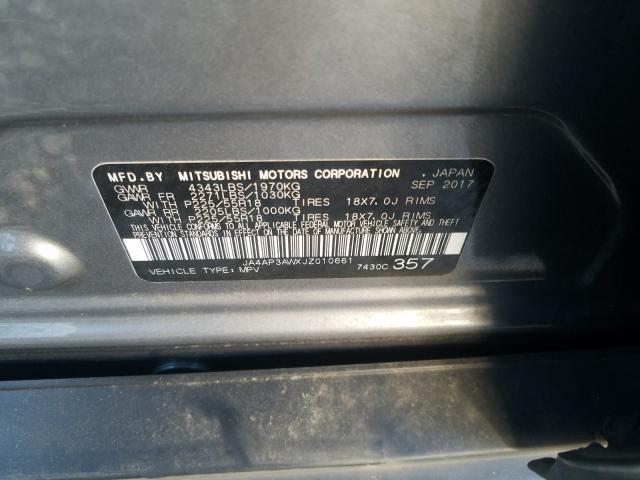 MFD.BY MITSUBISHI MOTORS CORPORATION , JAPAN
GVWR 4343LBS/1970KG SEP 2017
GAWR FR 2271LBS/1030KG
WITH P225/55R18 18X7.0J RIMS
GAWR RR 2205LBS/1000KG
WITH P225/55R18 18X7.0J RIMS
THIS VEHICLE CONFORMS TO ALL APPLICABLE FEDERAL MOTOR VEHICLE SAFETY AND
THEFT PREVENTION STANDARDS IN EFFECT ON THE DATE OF MANUFACTURE SHOWN ABOVE.
JA4AP3AWXJZ010661
VEHICLE TYPE: MPV 7430C 357